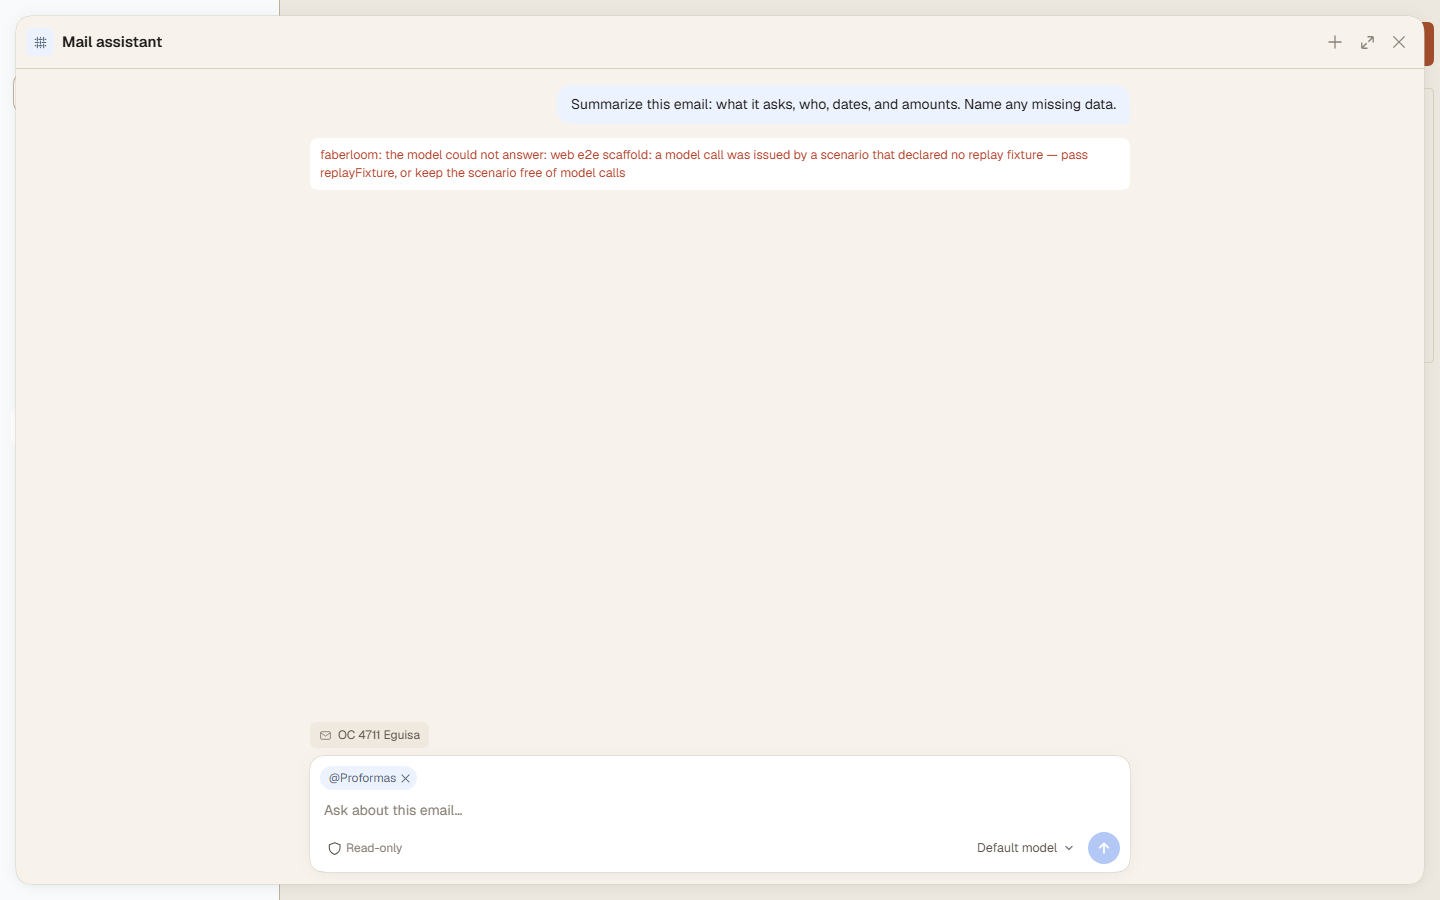 Mail assistant
Summarize this email: what it asks, who, dates, and amounts. Name any missing data.
faberloom: the model could not answer: web e2e scaffold: a model call was issued by a scenario that declared no replay fixture — pass
replayFixture, or keep the scenario free of model calls
OC 4711 Eguisa
@Proformas
Ask about this email…
Read-only
Default model